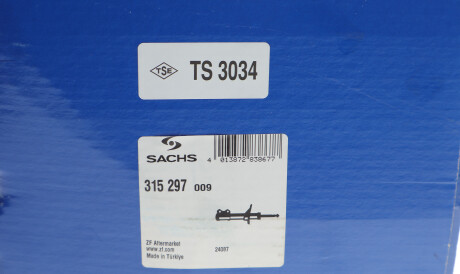 TSE TS 3034
SACHS
4 013872 838677
315 297 009
ZF Aftermarket
www.zf.com
Made in Türkiye
24097